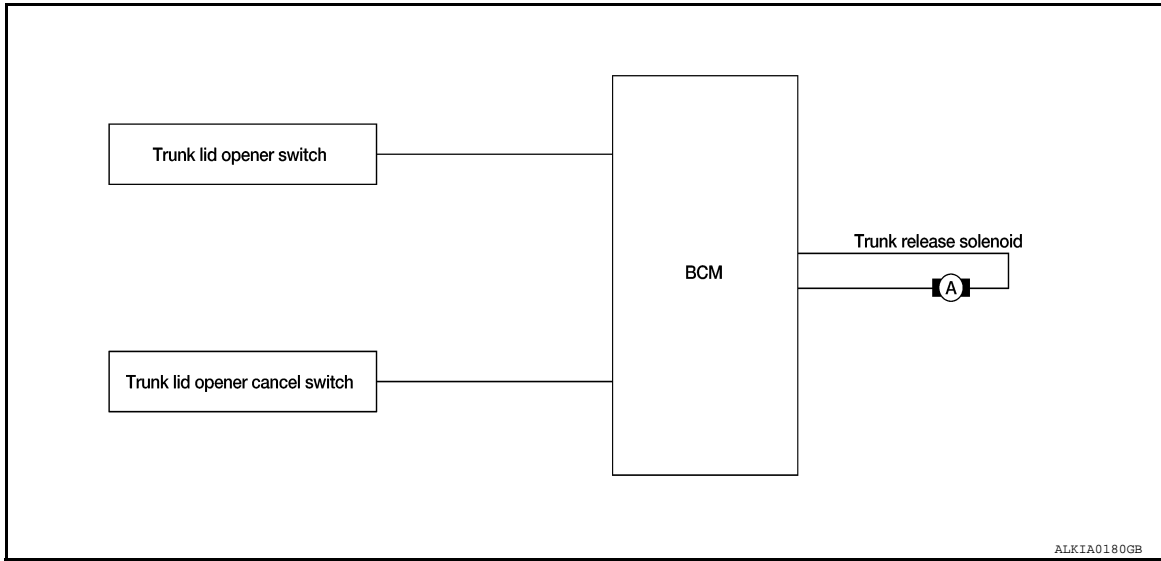 Trunk lid opener switch
BCM
Trunk release solenoid
A
Trunk lid opener cancel switch
ALKIA0180GB